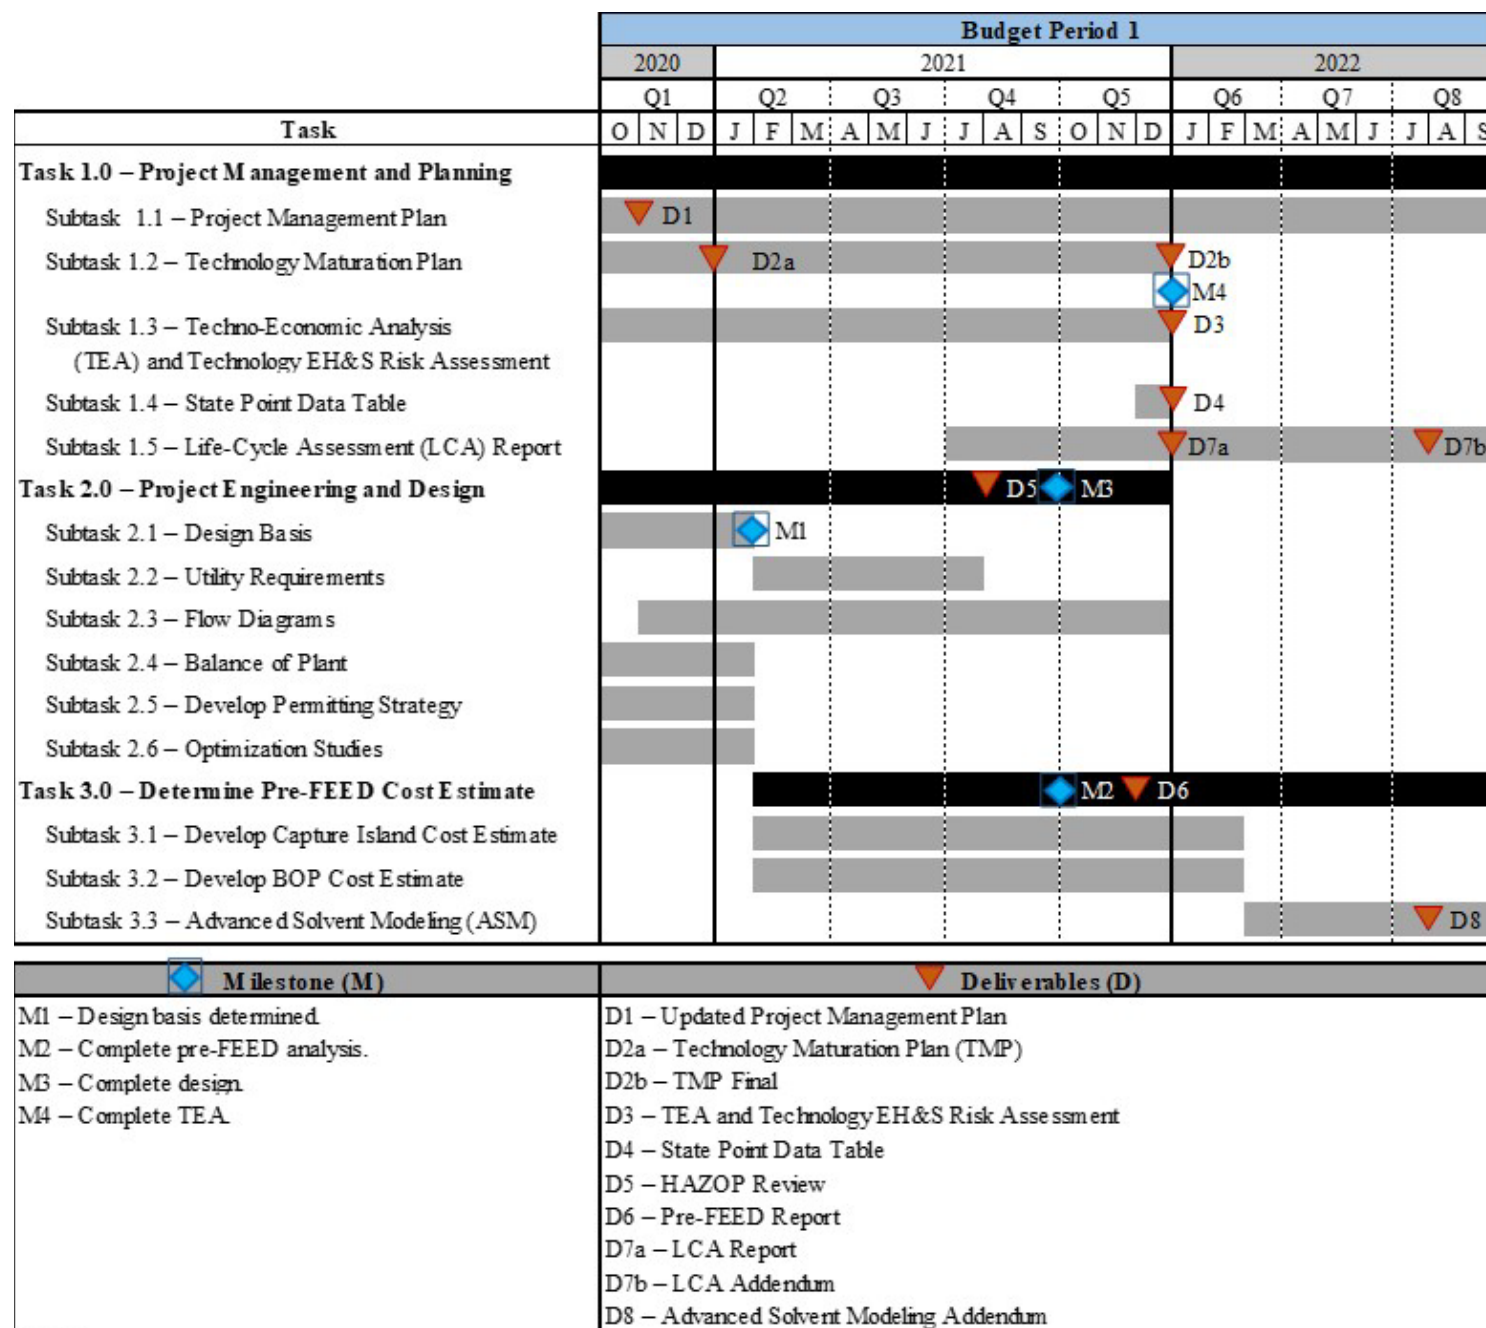 Budget Period 1
2020 2021 2022
Q1 Q2 Q3 Q4 Q5 Q6 Q7 Q8
Task O N D J F M A M J J A S O N D J F M A M J J A S
Task 1.0 – Project Management and Planning
Subtask 1.1 – Project Management Plan D1
Subtask 1.2 – Technology Maturation Plan D2a D2b
M4
Subtask 1.3 – Techno-Economic Analysis D3
(TEA) and Technology EH&S Risk Assessment
Subtask 1.4 – State Point Data Table D4
Subtask 1.5 – Life-Cycle Assessment (LCA) Report D7a D7b
Task 2.0 – Project Engineering and Design D5 M3
Subtask 2.1 – Design Basis M1
Subtask 2.2 – Utility Requirements
Subtask 2.3 – Flow Diagrams
Subtask 2.4 – Balance of Plant
Subtask 2.5 – Develop Permitting Strategy
Subtask 2.6 – Optimization Studies
Task 3.0 – Determine Pre-FEED Cost Estimate M2 D6
Subtask 3.1 – Develop Capture Island Cost Estimate
Subtask 3.2 – Develop BOP Cost Estimate
Subtask 3.3 – Advanced Solvent Modeling (ASM) D8
Milestone (M) Deliverables (D)
M1 – Design basis determined. D1 – Updated Project Management Plan
M2 – Complete pre-FEED analysis. D2a – Technology Maturation Plan (TMP)
M3 – Complete design. D2b – TMP Final
M4 – Complete TEA. D3 – TEA and Technology EH&S Risk Assessment
D4 – State Point Data Table
D5 – HAZOP Review
D6 – Pre-FEED Report
D7a – LCA Report
D7b – LCA Addendum
D8 – Advanced Solvent Modeling Addendum